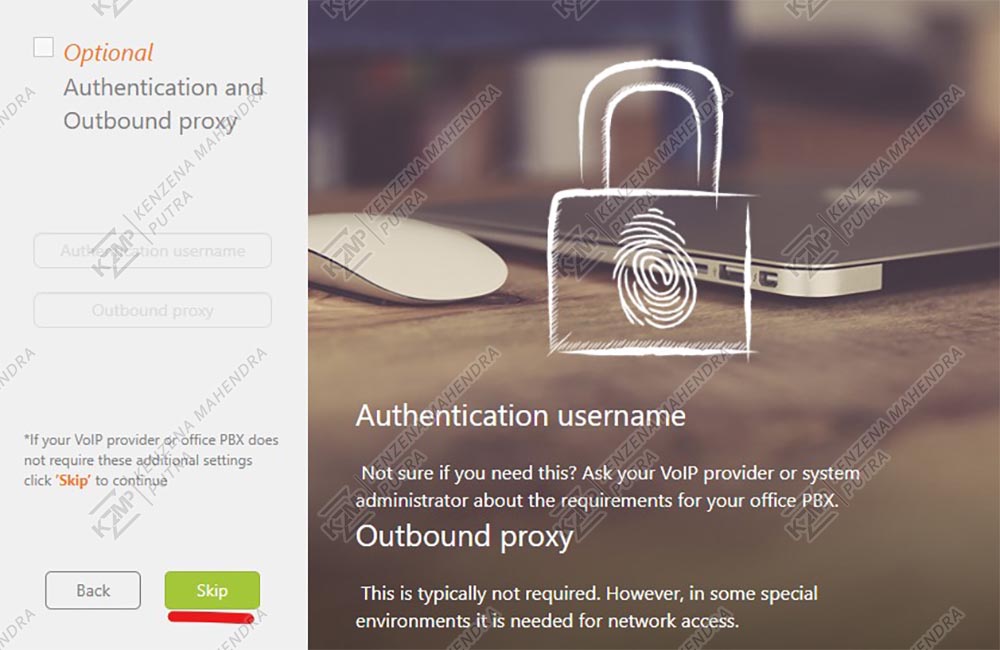 Optional
Authentication and
Outbound proxy
Authentication username
Outbound proxy
*If your VoIP provider or office PBX does
not require these additional settings
click 'Skip' to continue
Back
Skip
Authentication username
Not sure if you need this? Ask your VoIP provider or system
administrator about the requirements for your office PBX.
Outbound proxy
This is typically not required. However, in some special
environments it is needed for network access.
KZMP
KENZENA MAHENDRA
PUTRA